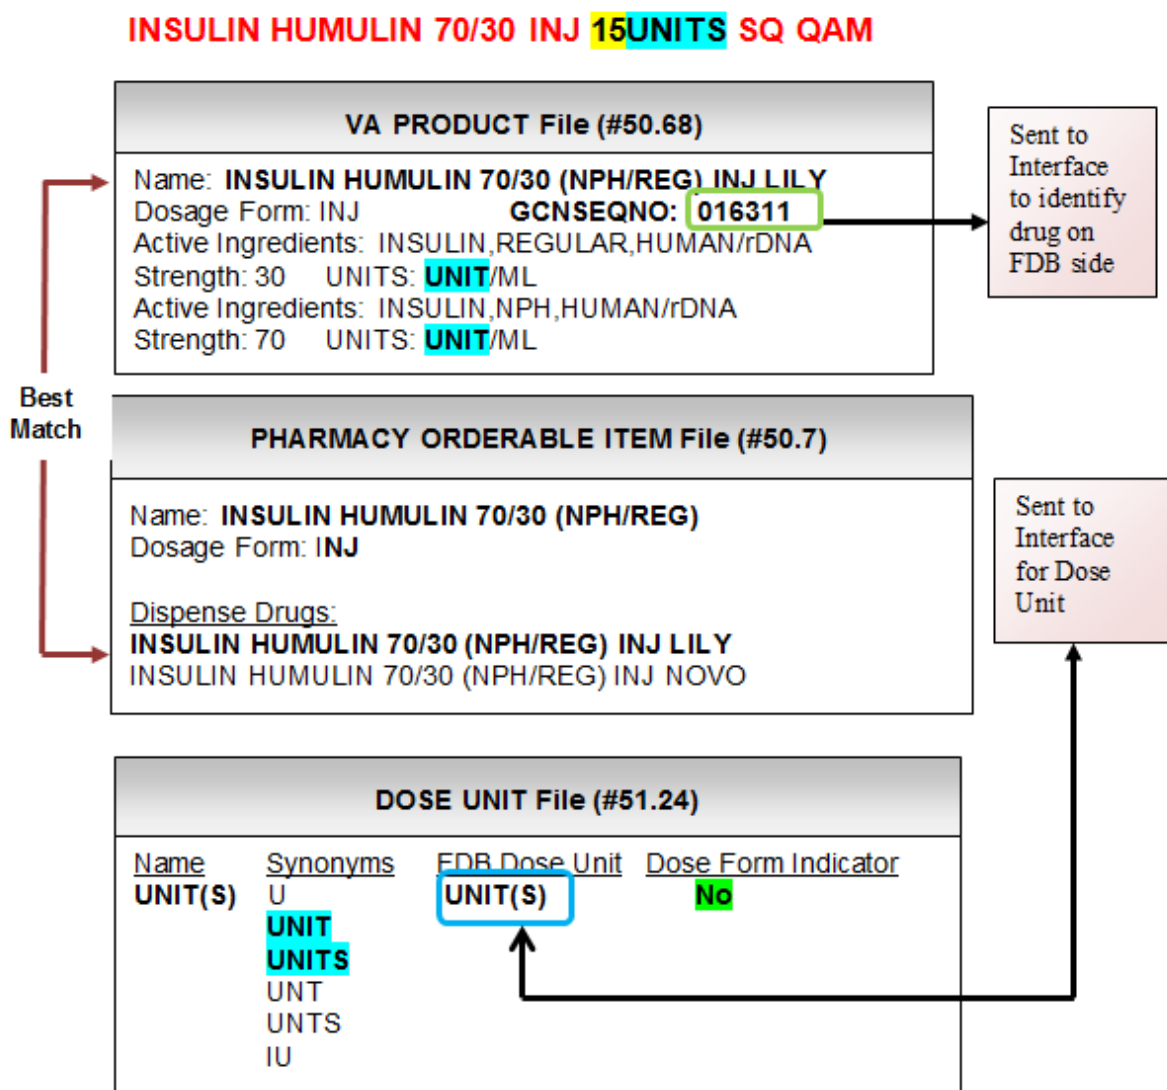 INSULIN HUMULIN 70/30 INJ 15UNITS SQ QAM
VA PRODUCT File (#50.68)
Name: INSULIN HUMULIN 70/30 (NPH/REG) INJ LILY
Dosage Form: INJ GCNSEQNO: 016311
Active Ingredients: INSULIN,REGULAR,HUMAN/rDNA
Strength: 30 UNITS: UNIT/ML
Active Ingredients: INSULIN,NPH,HUMAN/rDNA
Strength: 70 UNITS: UNIT/ML
Sent to
Interface
to identify
drug on
FDB side
Best
Match
PHARMACY ORDERABLE ITEM File (#50.7)
Name: INSULIN HUMULIN 70/30 (NPH/REG)
Dosage Form: INJ
Dispense Drugs:
INSULIN HUMULIN 70/30 (NPH/REG) INJ LILY
INSULIN HUMULIN 70/30 (NPH/REG) INJ NOVO
Sent to
Interface
for Dose
Unit
DOSE UNIT File (#51.24)
Name Synonyms FDB Dose Unit Dose Form Indicator
UNIT(S) U UNIT(S) No
UNIT
UNITS
UNT
UNTS
IU